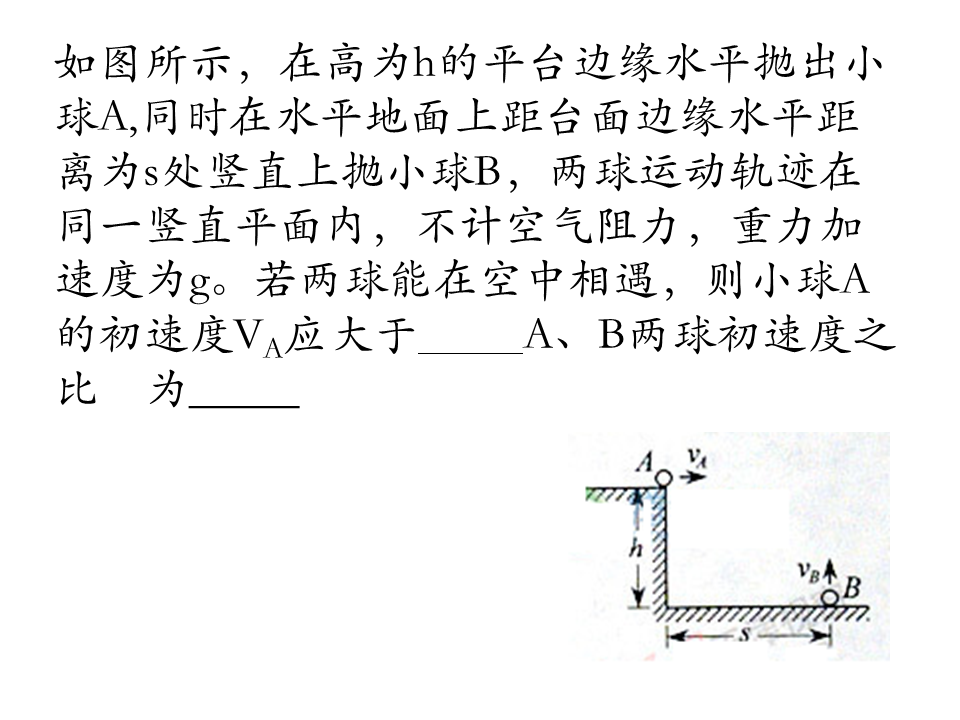 如图所示，在高为h的平台边缘水平抛出小
球A,同时在水平地面上距台面边缘水平距
离为s处竖直上抛小球B，两球运动轨迹在
同一竖直平面内，不计空气阻力，重力加
速度为g。若两球能在空中相遇，则小球A
的初速度VA应大于_____A、B两球初速度之
比 为_____
A vA
h
vB B
s